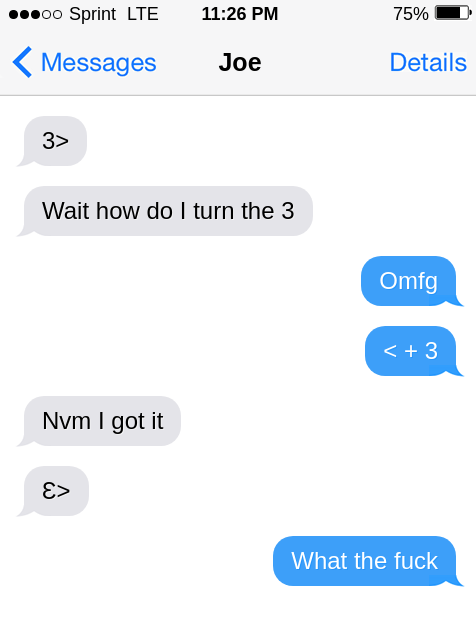 Sprint LTE 11:26 PM 75%
Messages Joe Details
3>
Wait how do I turn the 3
Omfg
< + 3
Nvm I got it
Ɛ>
What the fuck